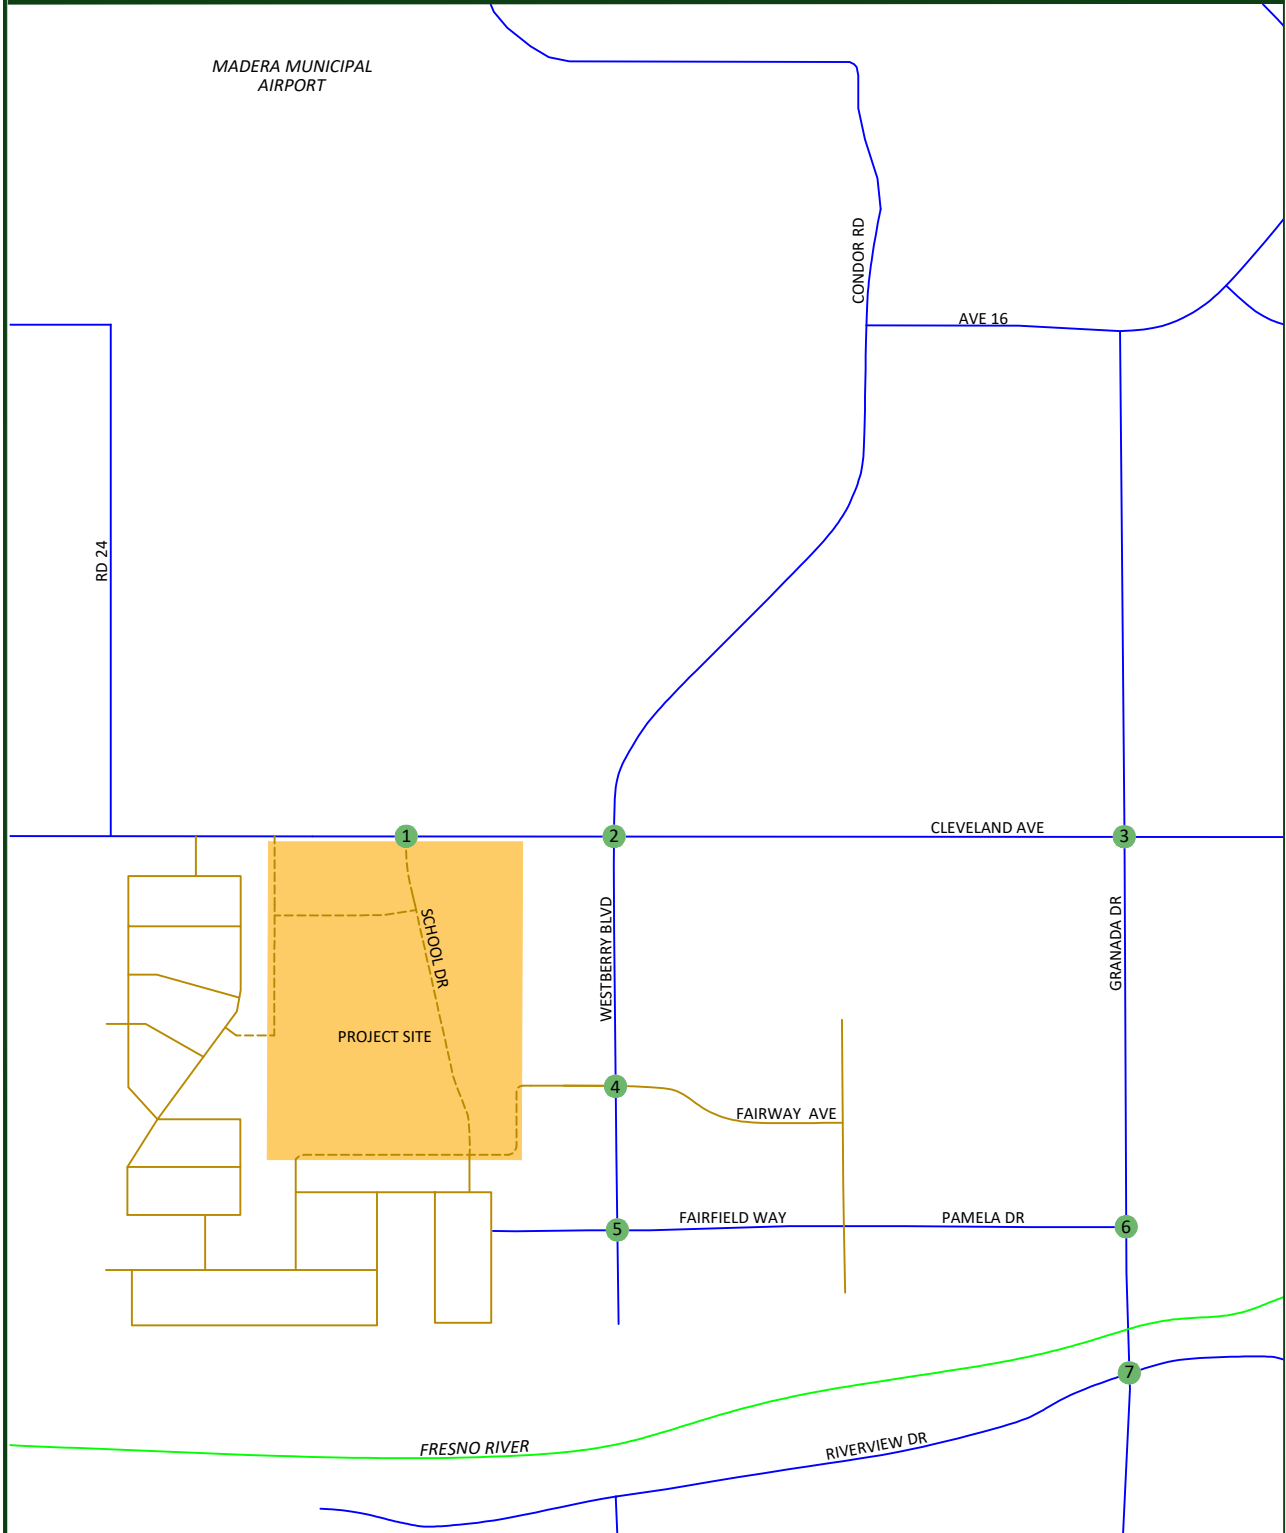 MADERA MUNICIPAL
AIRPORT
CONDOR RD
AVE 16
RD 24
CLEVELAND AVE
1
2
3
SCHOOL DR
WESTBERRY BLVD
GRANADA DR
PROJECT SITE
4
FAIRWAY AVE
5
FAIRFIELD WAY
PAMELA DR
6
7
FRESNO RIVER
RIVERVIEW DR